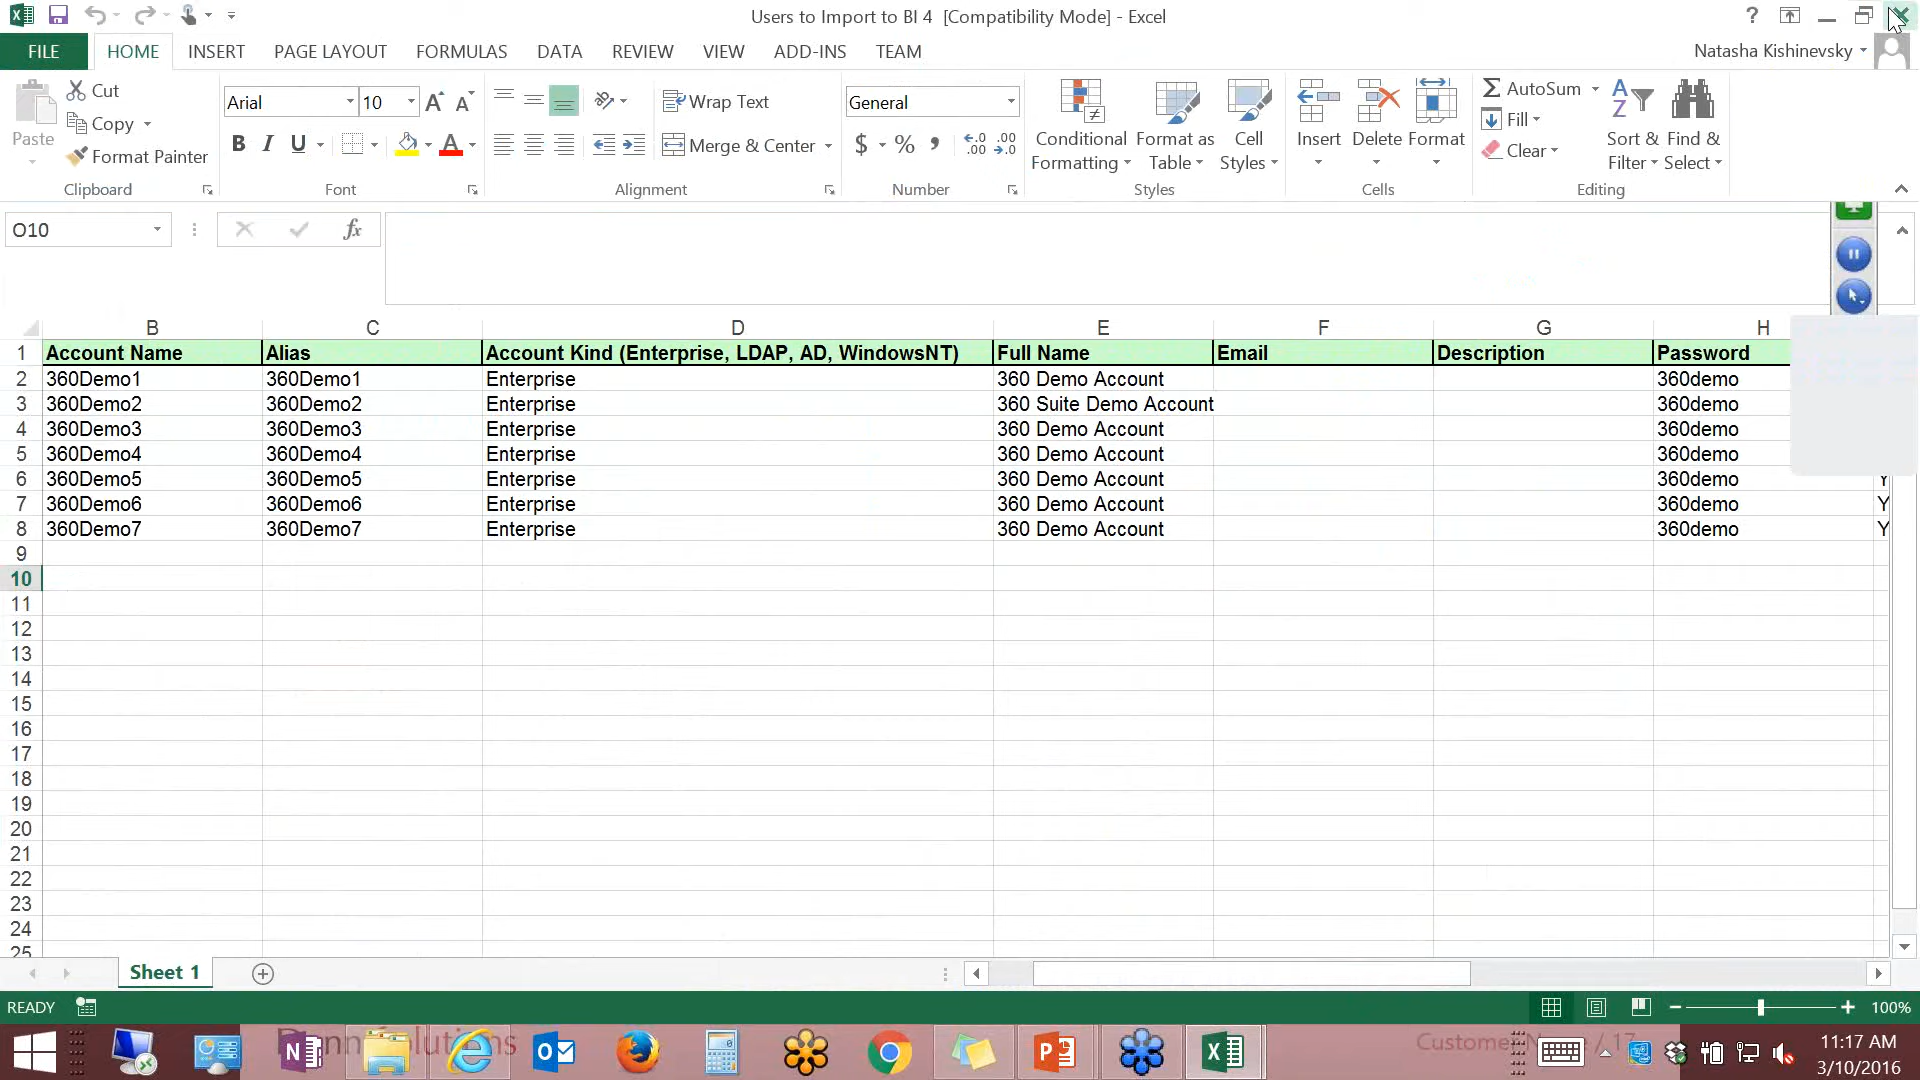 Users to Import to BI 4 [Compatibility Mode] - Excel
FILE HOME INSERT PAGE LAYOUT FORMULAS DATA REVIEW VIEW ADD-INS TEAM
Natasha Kishinevsky
Paste
Cut
Copy
Format Painter
Clipboard
Arial 10
B I U
Font
Wrap Text
Merge & Center
Alignment
General
$ % ,
Number
Conditional Formatting
Format as Table
Cell Styles
Styles
Insert
Delete
Format
Cells
AutoSum
Fill
Clear
Sort & Filter
Find & Select
Editing
O10
fx
B C D E F G H
1 Account Name Alias Account Kind (Enterprise, LDAP, AD, WindowsNT) Full Name Email Description Password
2 360Demo1 360Demo1 Enterprise 360 Demo Account 360demo
3 360Demo2 360Demo2 Enterprise 360 Suite Demo Account 360demo
4 360Demo3 360Demo3 Enterprise 360 Demo Account 360demo
5 360Demo4 360Demo4 Enterprise 360 Demo Account 360demo
6 360Demo5 360Demo5 Enterprise 360 Demo Account 360demo Y
7 360Demo6 360Demo6 Enterprise 360 Demo Account 360demo Y
8 360Demo7 360Demo7 Enterprise 360 Demo Account 360demo Y
9
10
11
12
13
14
15
16
17
18
19
20
21
22
23
24
25
Sheet 1
READY
100%
11:17 AM
3/10/2016